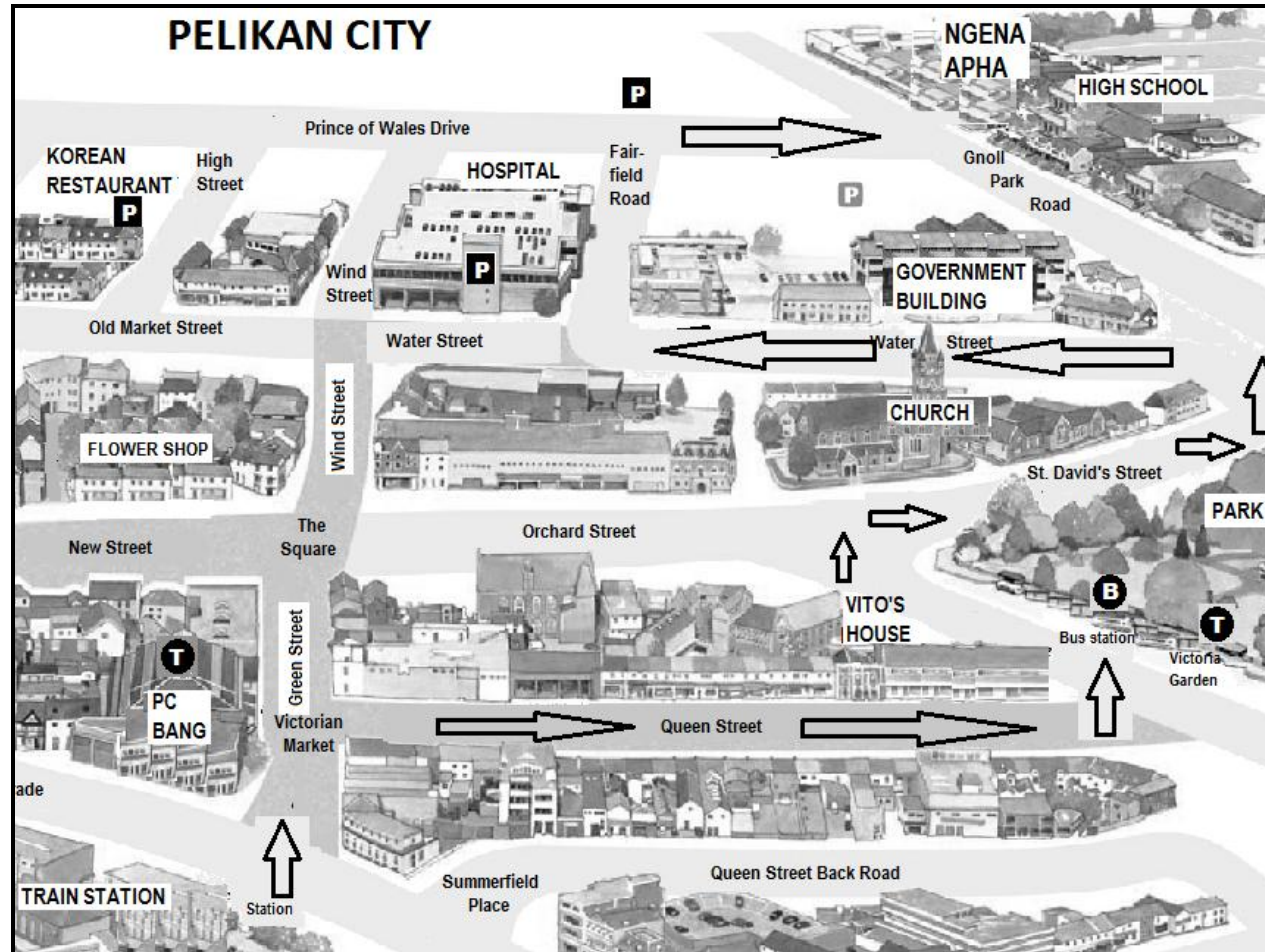 PELIKAN CITY
NGENA
APHA
HIGH SCHOOL
P
Prince of Wales Drive
KOREAN
RESTAURANT
P
High
Street
HOSPITAL
P
Fair-
field
Road
Gnoll
Park
Road
P
Wind
Street
GOVERNMENT
BUILDING
Old Market Street
Water Street
Water Street
FLOWER SHOP
Wind Street
CHURCH
St. David's Street
PARK
New Street
The
Square
Orchard Street
VITO'S
HOUSE
B
Bus station
T
Victoria
Garden
T
PC
BANG
Green Street
Victorian
Market
Queen Street
ade
TRAIN STATION
Station
Summerfield
Place
Queen Street Back Road